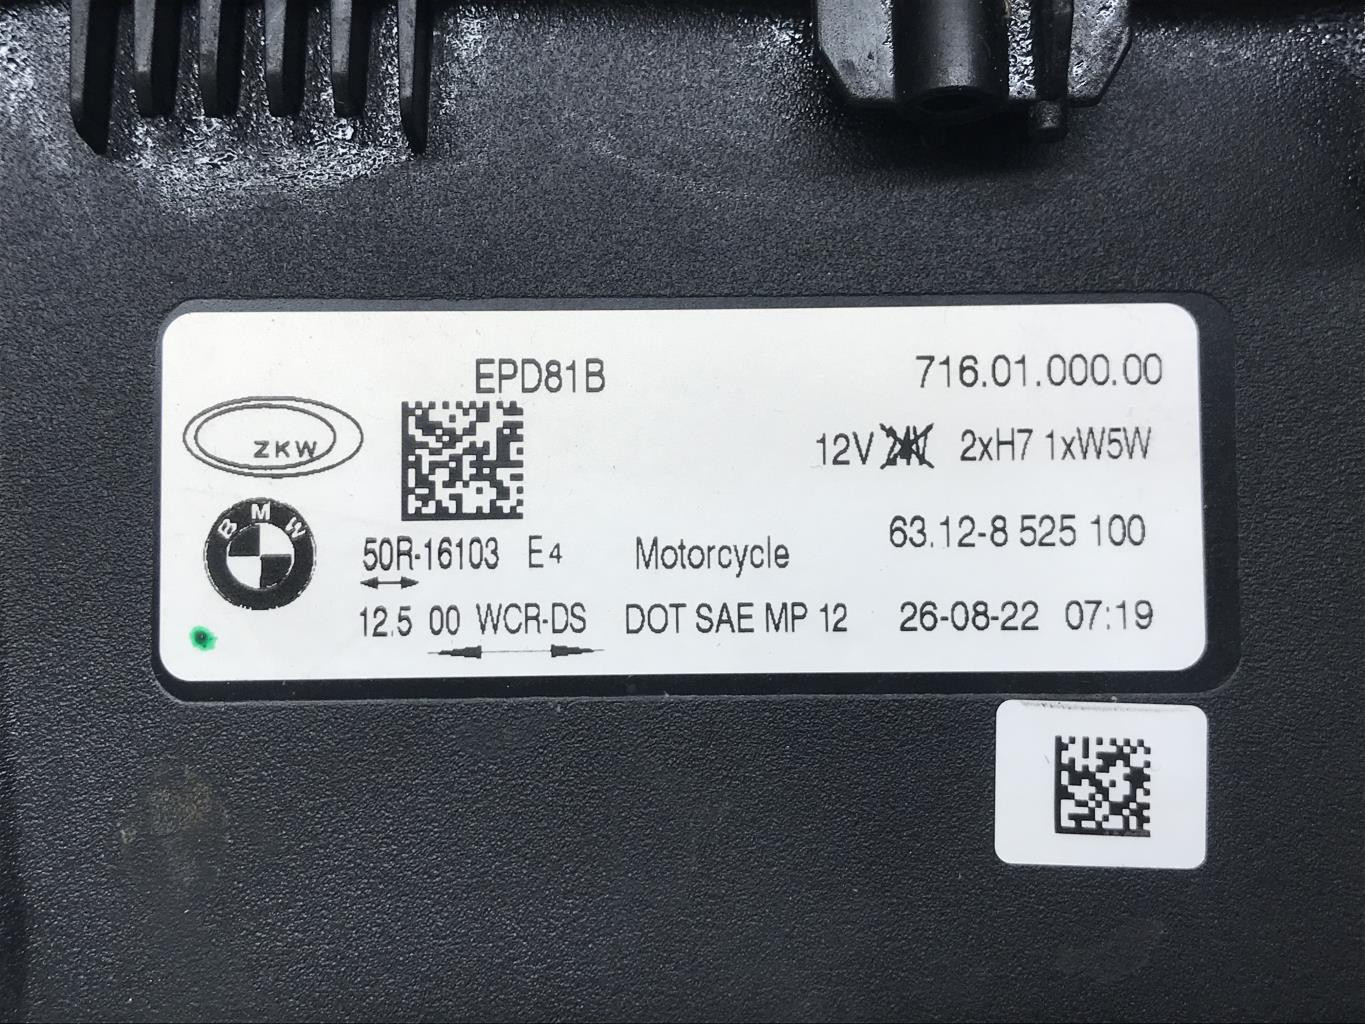 EPD81B
716.01.000.00
ZKW
12V 2xH7 1xW5W
BMW
50R-16103 E4 Motorcycle 63.12-8 525 100
12.5 00 WCR-DS DOT SAE MP 12 26-08-22 07:19